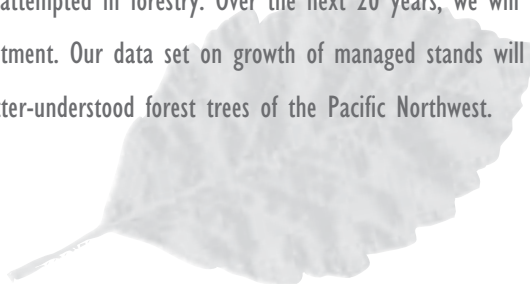 attempted in forestry. Over the next 20 years, we will
tment. Our data set on growth of managed stands will
ter-understood forest trees of the Pacific Northwest.